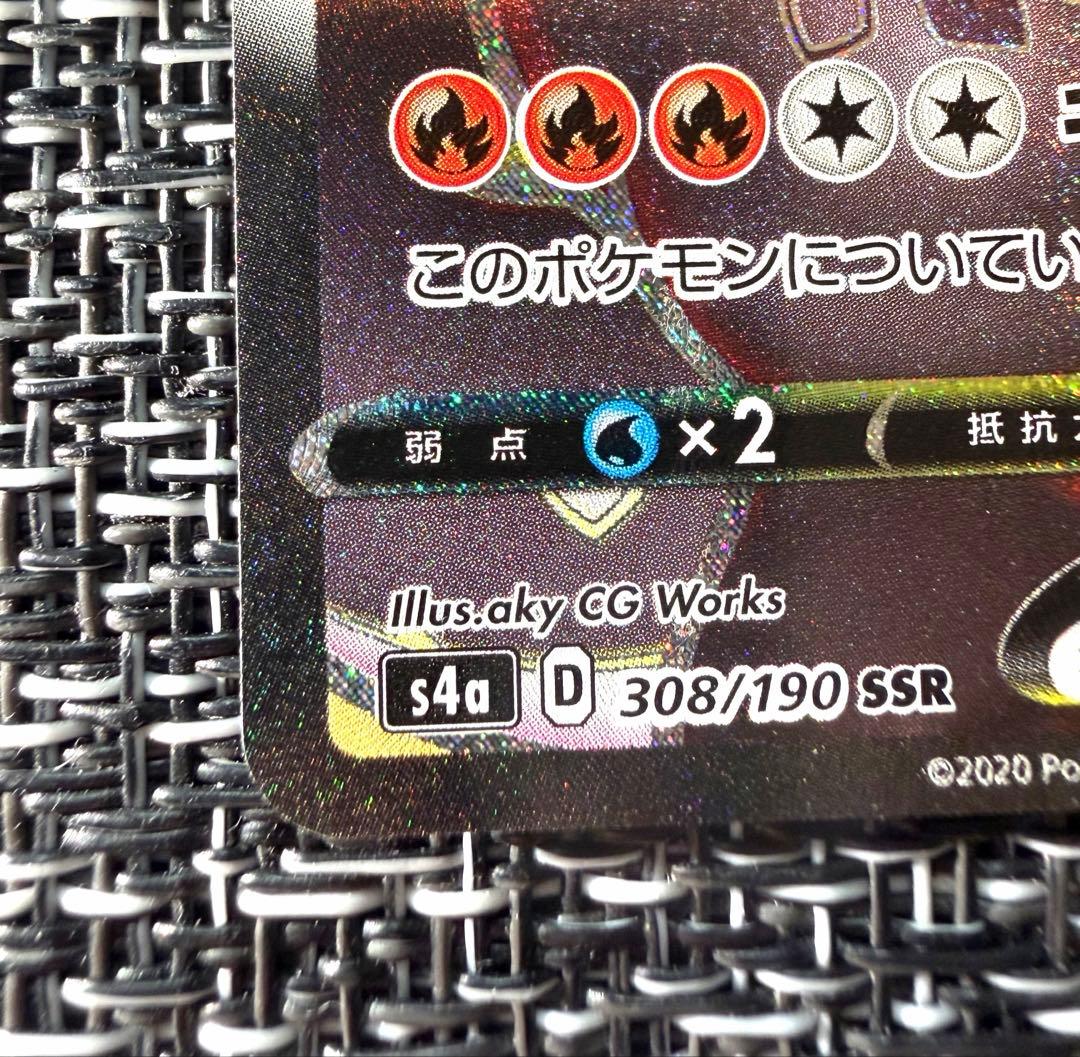 このポケモンについてい
弱点 ×2 抵抗
Illus.aky CG Works
s4a D 308/190 SSR
©2020 Po